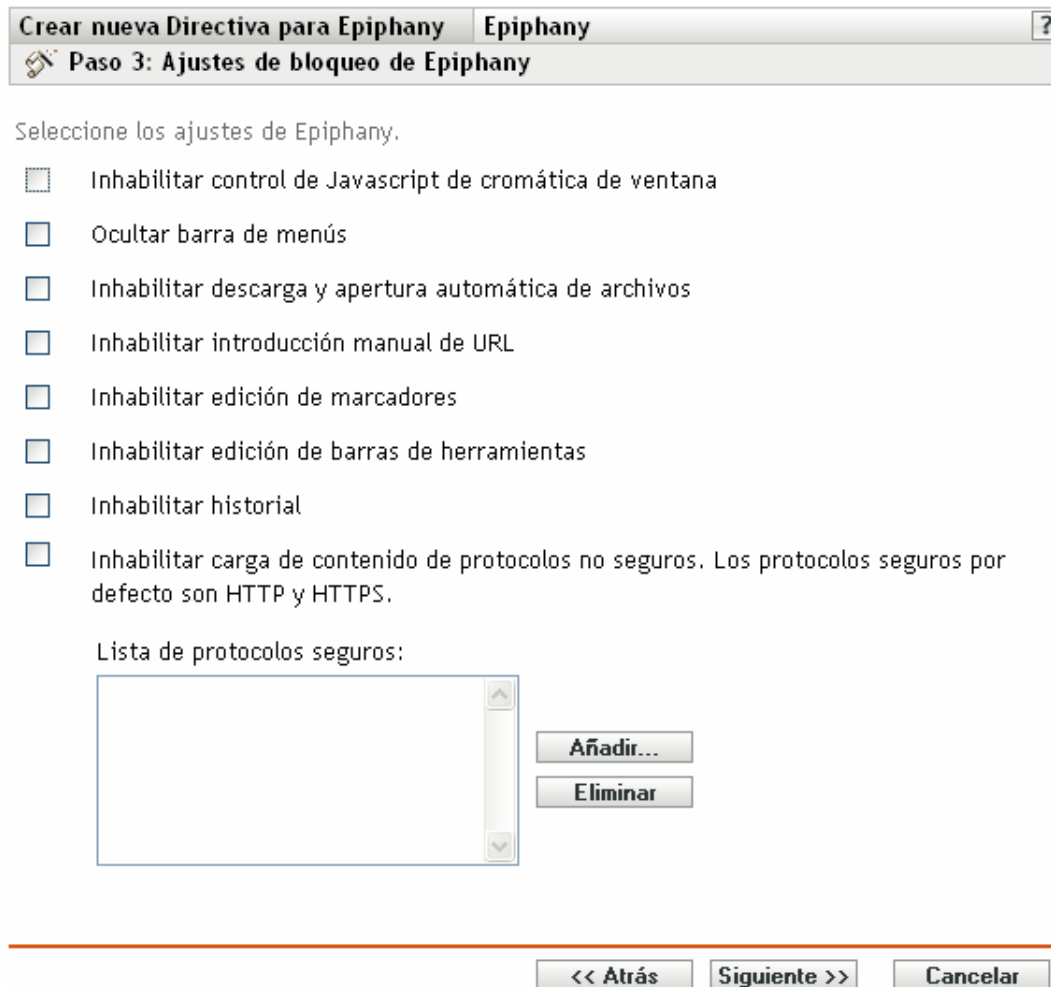 Crear nueva Directiva para Epiphany Epiphany ?
Paso 3: Ajustes de bloqueo de Epiphany
Seleccione los ajustes de Epiphany.
Inhabilitar control de Javascript de cromática de ventana
Ocultar barra de menús
Inhabilitar descarga y apertura automática de archivos
Inhabilitar introducción manual de URL
Inhabilitar edición de marcadores
Inhabilitar edición de barras de herramientas
Inhabilitar historial
Inhabilitar carga de contenido de protocolos no seguros. Los protocolos seguros por
defecto son HTTP y HTTPS.
Lista de protocolos seguros:
Añadir...
Eliminar
<< Atrás Siguiente >> Cancelar